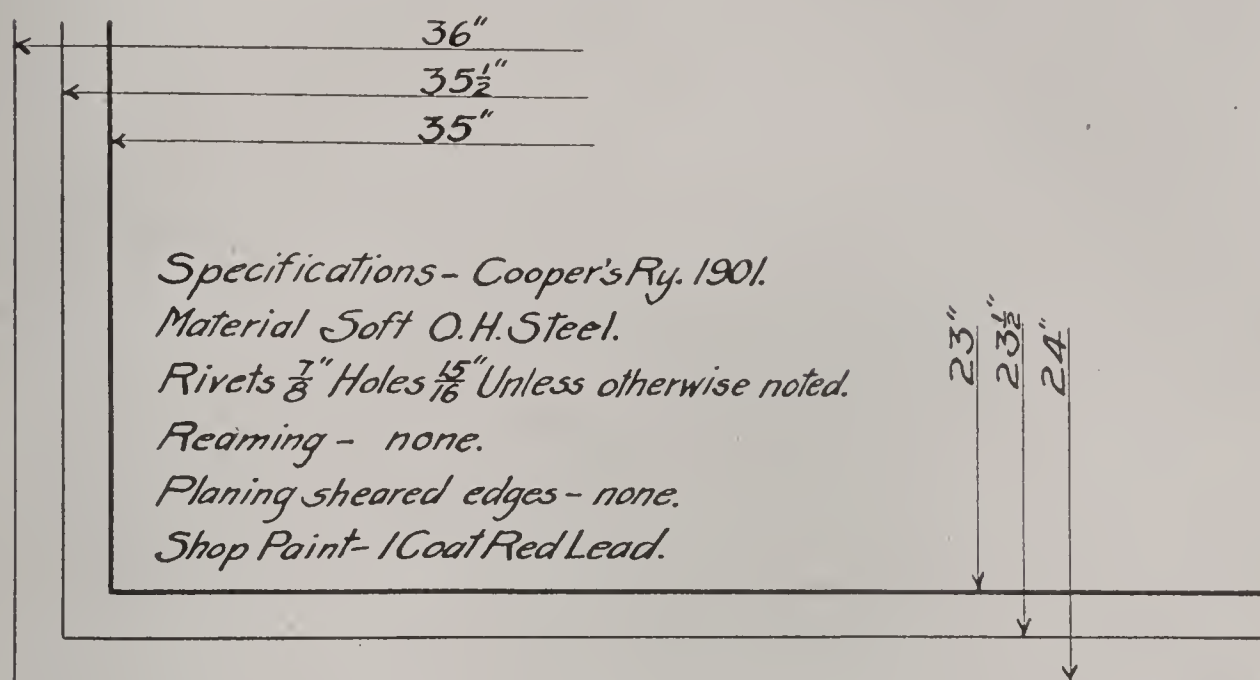 36"
35½"
35"
Specifications - Cooper's Ry. 1901.
Material Soft O.H. Steel.
Rivets ⅞" Holes 15/16" Unless otherwise noted.
Reaming - none.
Planing sheared edges - none.
Shop Paint - 1 Coat Red Lead.
23"
23½"
24"